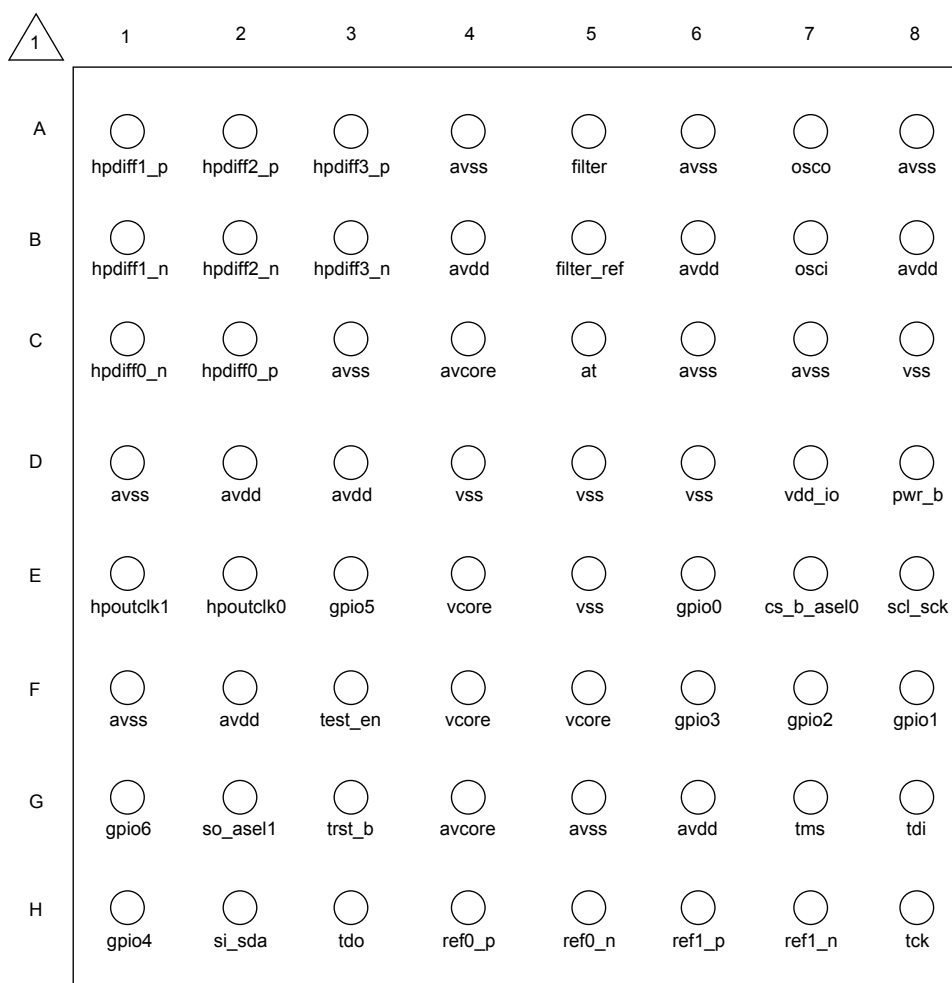 1 1 2 3 4 5 6 7 8
A
hpdiff1_p hpdiff2_p hpdiff3_p avss filter avss osco avss
B
hpdiff1_n hpdiff2_n hpdiff3_n avdd filter_ref avdd osci avdd
C
hpdiff0_n hpdiff0_p avss avcore at avss avss vss
D
avss avdd avdd vss vss vss vdd_io pwr_b
E
hpoutclk1 hpoutclk0 gpio5 vcore vss gpio0 cs_b_asel0 scl_sck
F
avss avdd test_en vcore vcore gpio3 gpio2 gpio1
G
gpio6 so_asel1 trst_b avcore avss avdd tms tdi
H
gpio4 si_sda tdo ref0_p ref0_n ref1_p ref1_n tck